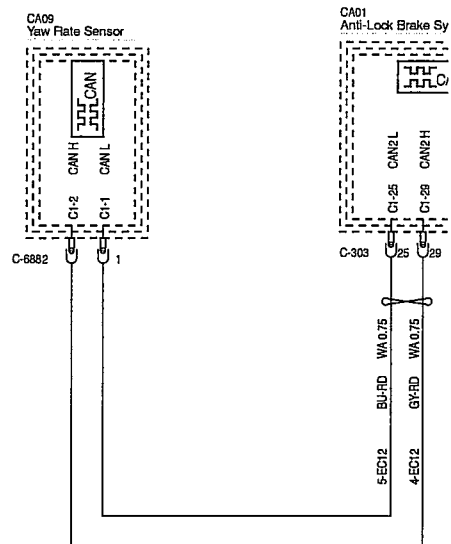 CA09
Yaw Rate Sensor
CAN
CAN H
CAN L
C1-2
C1-1
C-6882
1
CA01
Anti-Lock Brake Sy
CA
CAN2 L
CAN2 H
C1-25
C1-29
C-303
25
29
WA 0.75
WA 0.75
BU-RD
GY-RD
5-EC12
4-EC12